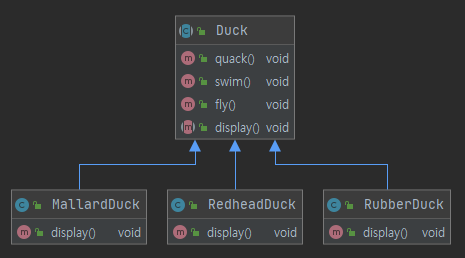 Duck
quack() void
swim() void
fly() void
display() void
MallardDuck
display() void
RedheadDuck
display() void
RubberDuck
display() void